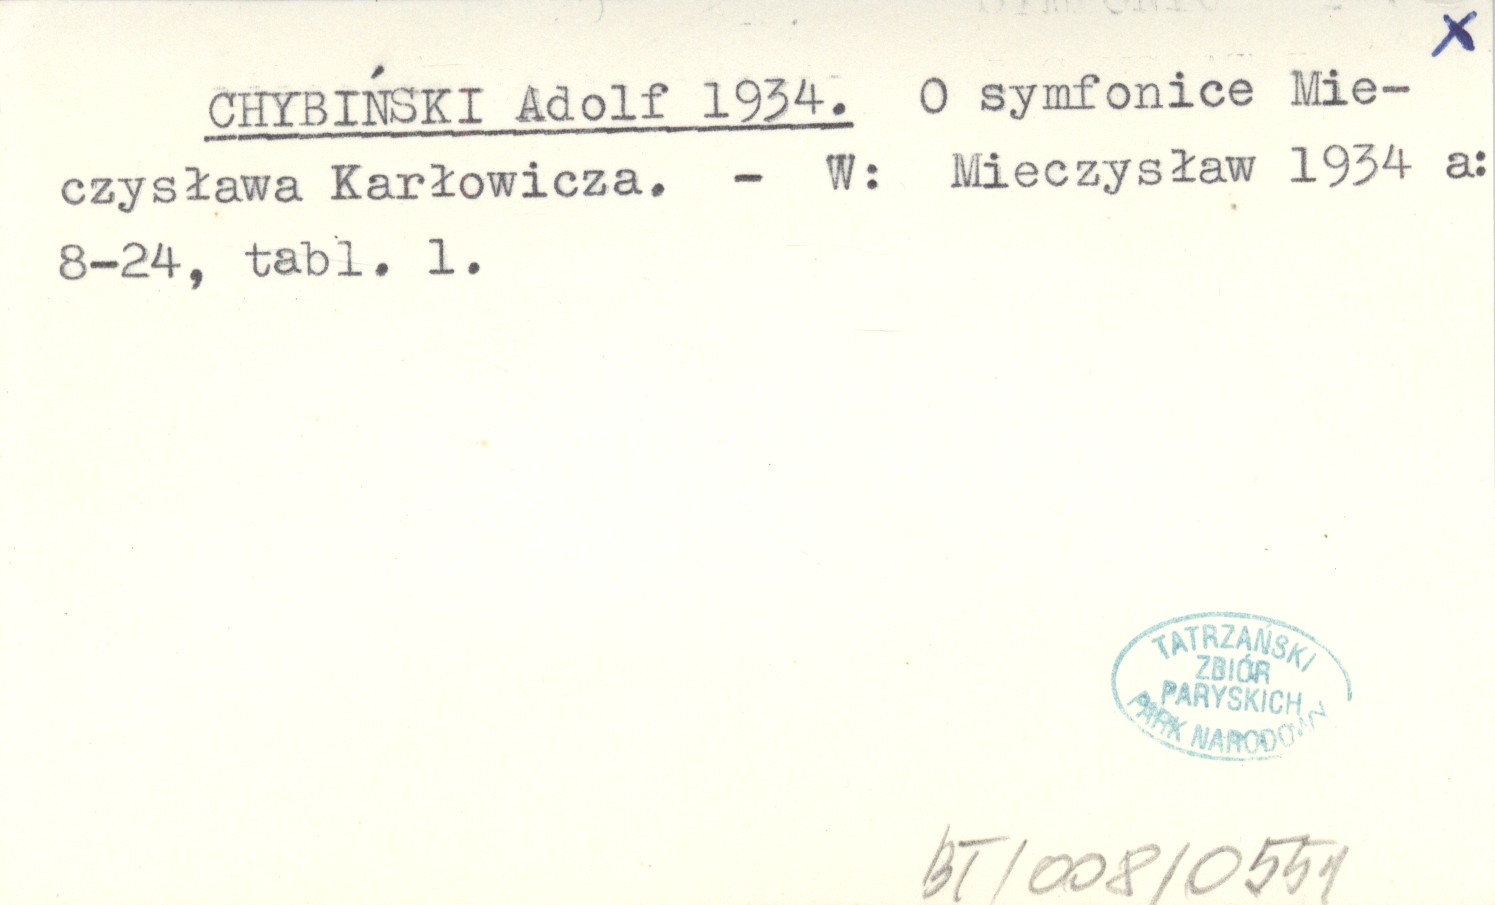 x
CHYBIŃSKI Adolf 1934. O symfonice Mie-
czysława Karłowicza. - W: Mieczysław 1934 a:
8-24, tabl. 1.
TATRZAŃSKI
ZBIÓR
PARYSKICH
PARK NARODOWY
BT/008/0551